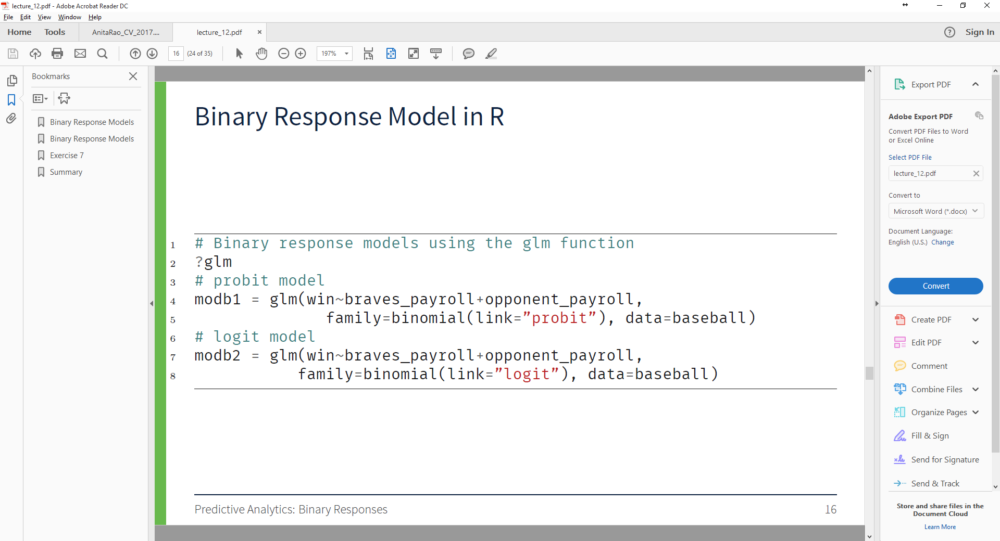 lecture_12.pdf - Adobe Acrobat Reader DC
File Edit View Window Help
Home Tools AnitaRao_CV_2017.... lecture_12.pdf × Sign In
16 (24 of 35) 197%
Bookmarks
Binary Response Models
Binary Response Models
Exercise 7
Summary
Binary Response Model in R
1 # Binary response models using the glm function
2 ?glm
3 # probit model
4 modb1 = glm(win~braves_payroll+opponent_payroll,
5 family=binomial(link=”probit”), data=baseball)
6 # logit model
7 modb2 = glm(win~braves_payroll+opponent_payroll,
8 family=binomial(link=”logit”), data=baseball)
Predictive Analytics: Binary Responses 16
Export PDF
Adobe Export PDF
Convert PDF Files to Word
or Excel Online
Select PDF File
lecture_12.pdf
Convert to
Microsoft Word (*.docx)
Document Language:
English (U.S.) Change
Convert
Create PDF
Edit PDF
Comment
Combine Files
Organize Pages
Fill & Sign
Send for Signature
Send & Track
Store and share files in the
Document Cloud
Learn More